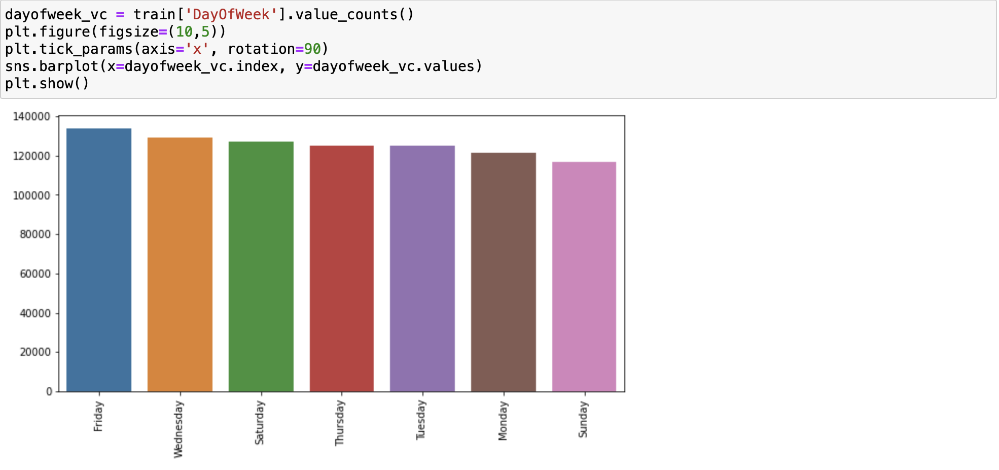 dayofweek_vc = train['DayOfWeek'].value_counts()
plt.figure(figsize=(10,5))
plt.tick_params(axis='x', rotation=90)
sns.barplot(x=dayofweek_vc.index, y=dayofweek_vc.values)
plt.show()
140000
120000
100000
80000
60000
40000
20000
0
Friday
Wednesday
Saturday
Thursday
Tuesday
Monday
Sunday